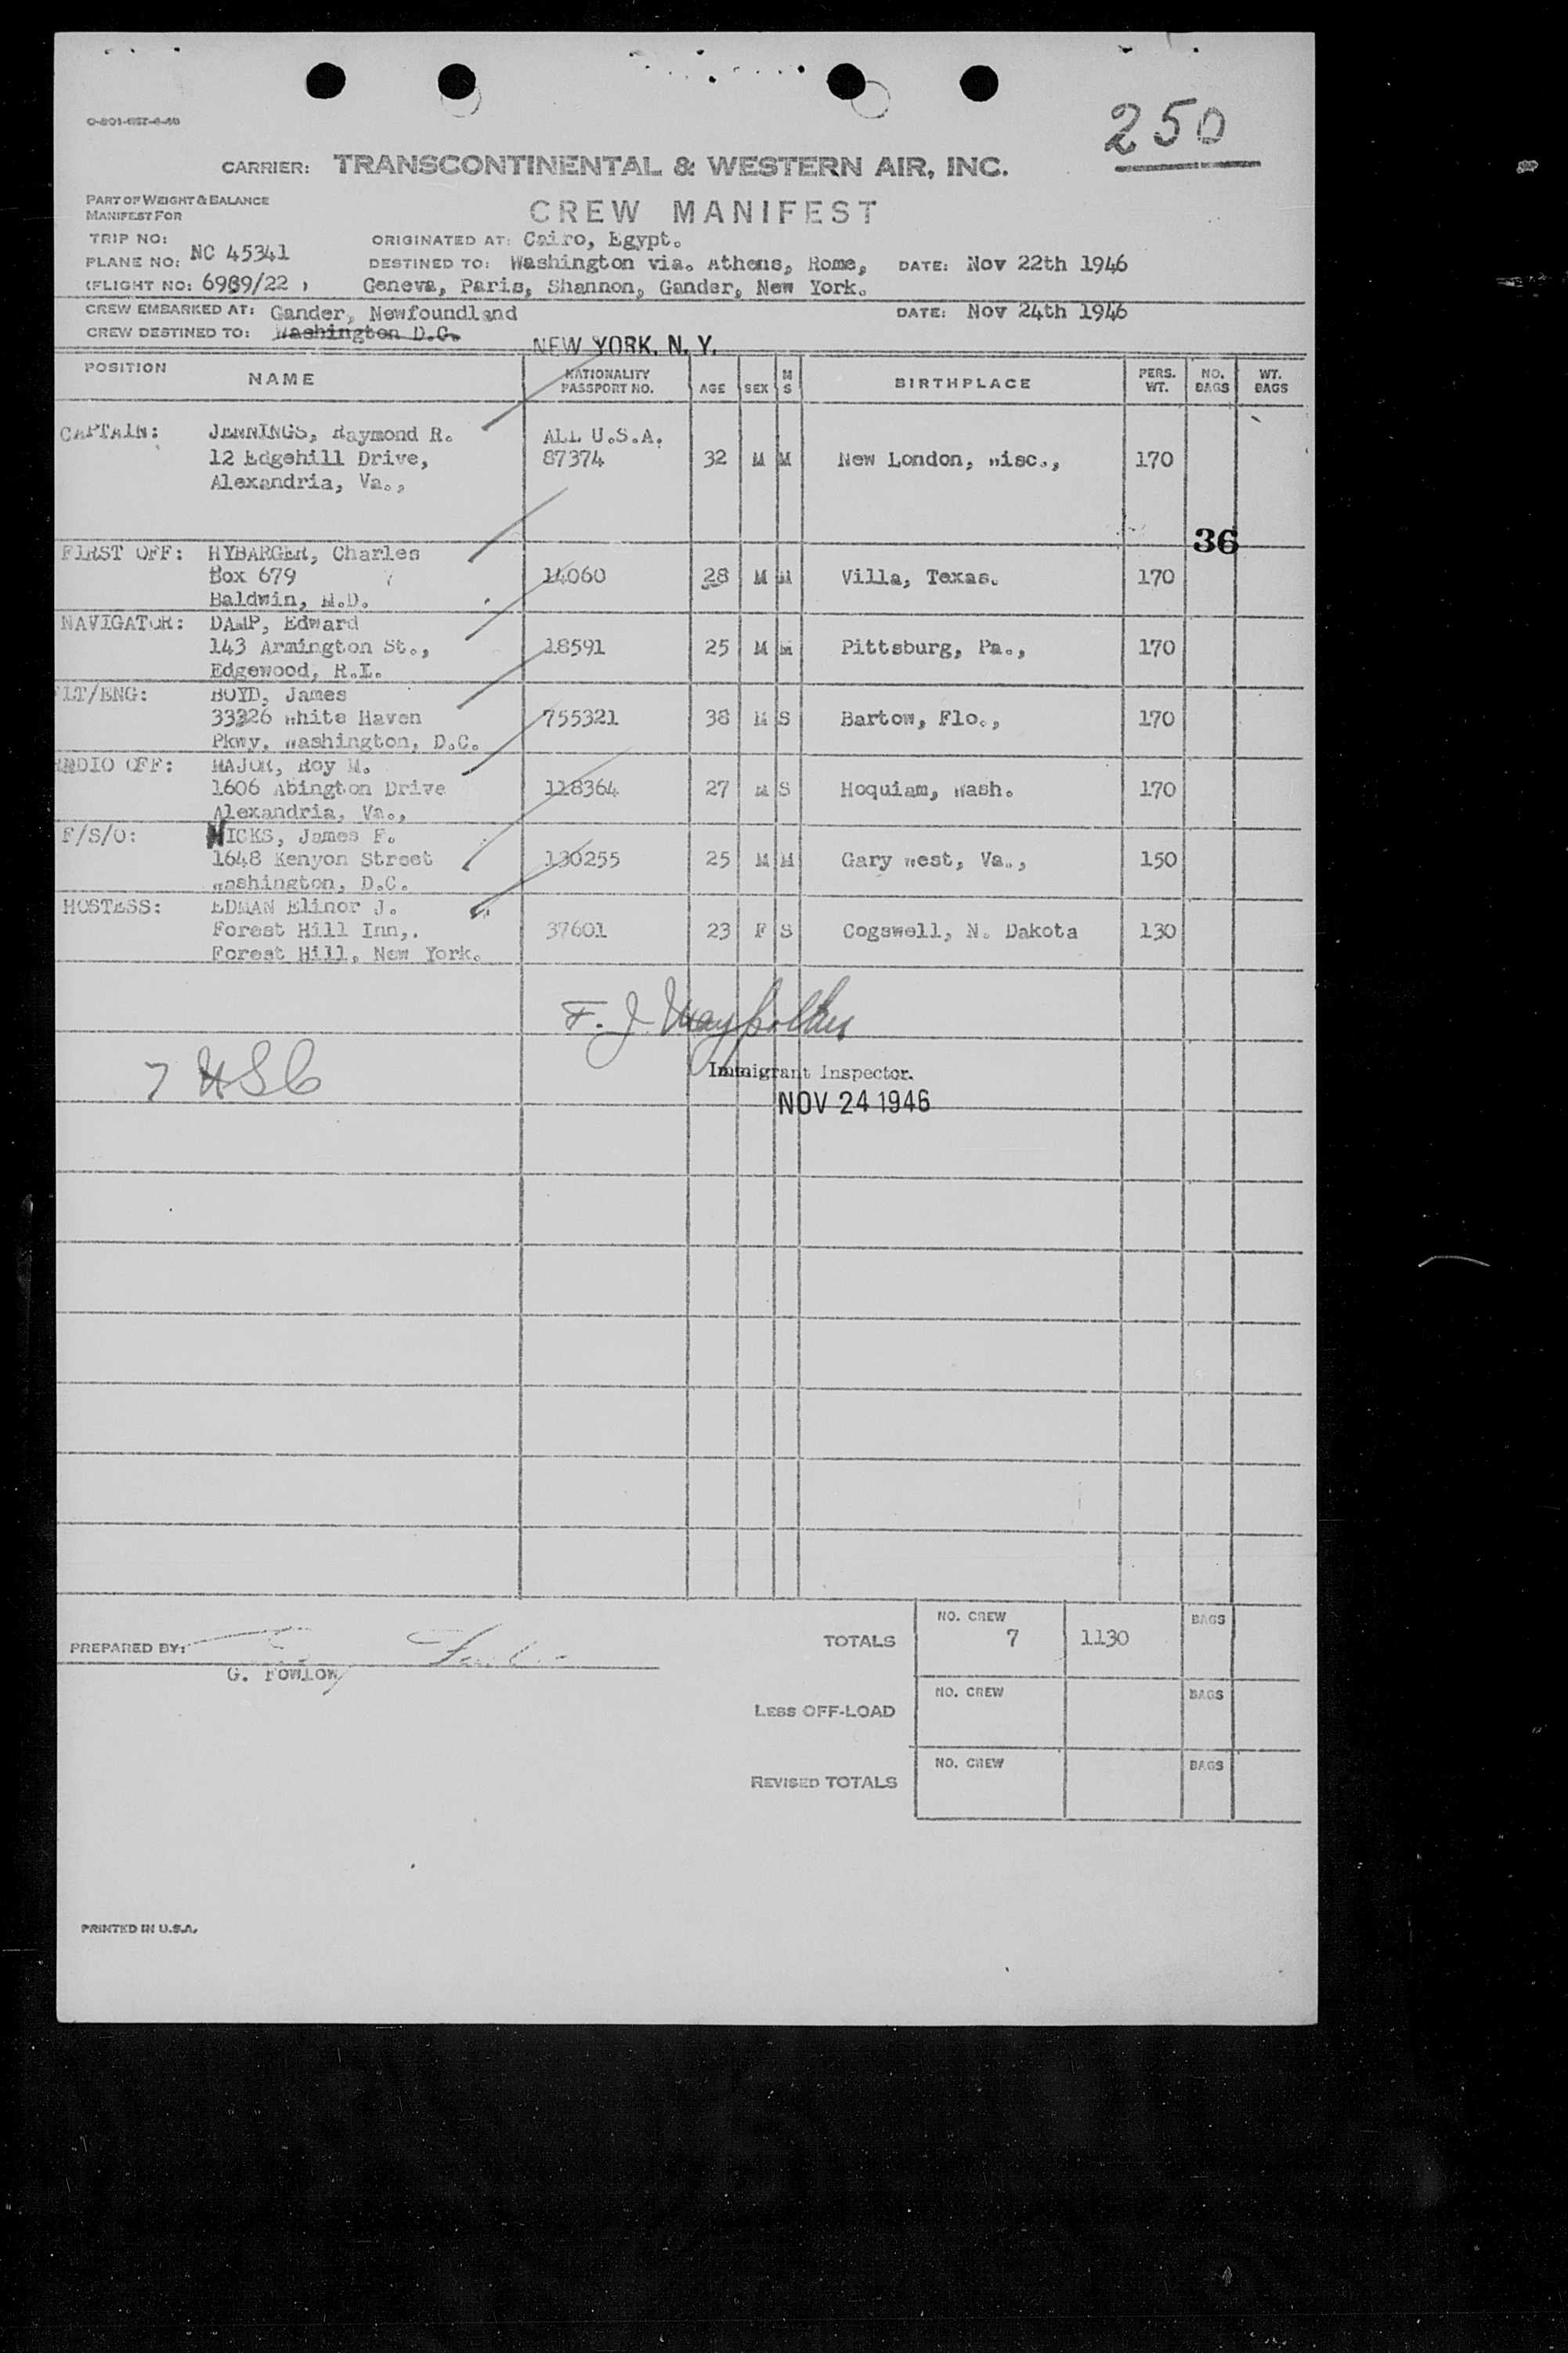 O-801-
250
CARRIER: TRANSCONTINENTAL & WESTERN AIR, INC.
PART OF WEIGHT & BALANCE
MANIFEST FOR
CREW MANIFEST
TRIP NO:
PLANE NO: NC 45341
(FLIGHT NO: 6989/22 )
ORIGINATED AT: Cairo, Egypt.
DESTINED TO: Washington via. Athens, Rome, DATE: Nov 22th 1946
Geneva, Paris, Shannon, Gander, New York.
CREW EMBARKED AT: Gander, Newfoundland DATE: Nov 24th 1946
CREW DESTINED TO: Washington D.C. NEW YORK, N. Y.
POSITION NAME NATIONALITY PASSPORT NO. AGE SEX M S BIRTHPLACE PERS. WT. NO. BAGS WT. BAGS
CAPTAIN: JENNINGS, Raymond R. ALL U.S.A.
12 Edgehill Drive, 87374 32 M M New London, Wisc., 170
Alexandria, Va.,
36
FIRST OFF: HYBARGER, Charles
Box 679 14060 28 M M Villa, Texas. 170
Baldwin, M.D.
NAVIGATOR: DAMP, Edward
143 Armington St., 18591 25 M M Pittsburg, Pa., 170
Edgewood, R.I.
FLT/ENG: BOYD, James
33226 White Haven 755321 38 M S Bartow, Flo., 170
Pkwy, Washington, D.C.
RADIO OFF: MAJOR, Roy M.
1606 Abington Drive 118364 27 M S Hoquiam, Wash. 170
Alexandria, Va.,
F/S/O: HICKS, James F.
1648 Kenyon Street 130255 25 M M Gary West, Va., 150
Washington, D.C.
HOSTESS: EDMAN Elinor J.
Forest Hill Inn,. 37601 23 F S Cogswell, N. Dakota 130
Forest Hill, New York.
F. J.
7 USC
Immigrant Inspector.
NOV 24 1946
PREPARED BY:
G. FOWLOW
TOTALS NO. CREW 7 1130 BAGS
LESS OFF-LOAD NO. CREW BAGS
REVISED TOTALS NO. CREW BAGS
PRINTED IN U.S.A.